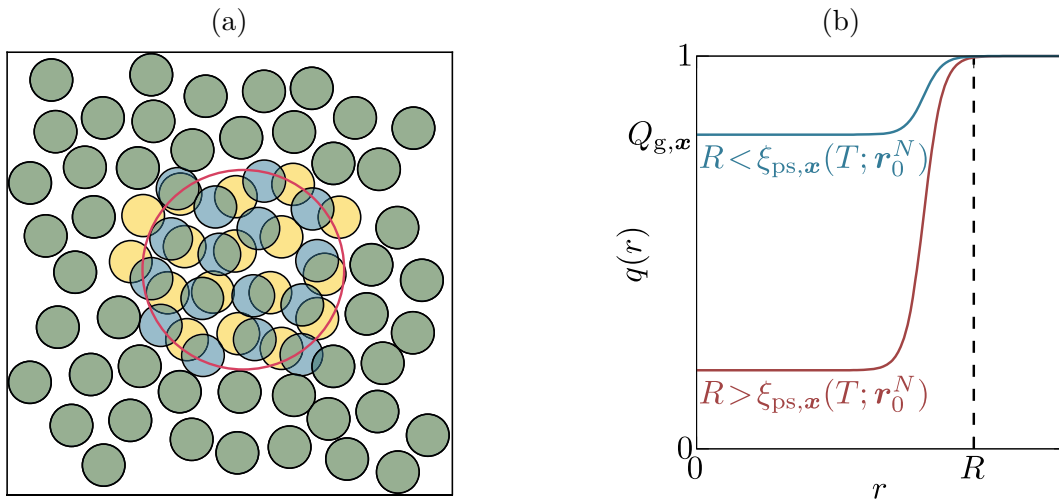 (a)
(b)
1
Q_{g,x}
R < ξ_{ps,x}(T; r_0^N)
q(r)
R > ξ_{ps,x}(T; r_0^N)
0
0
R
r